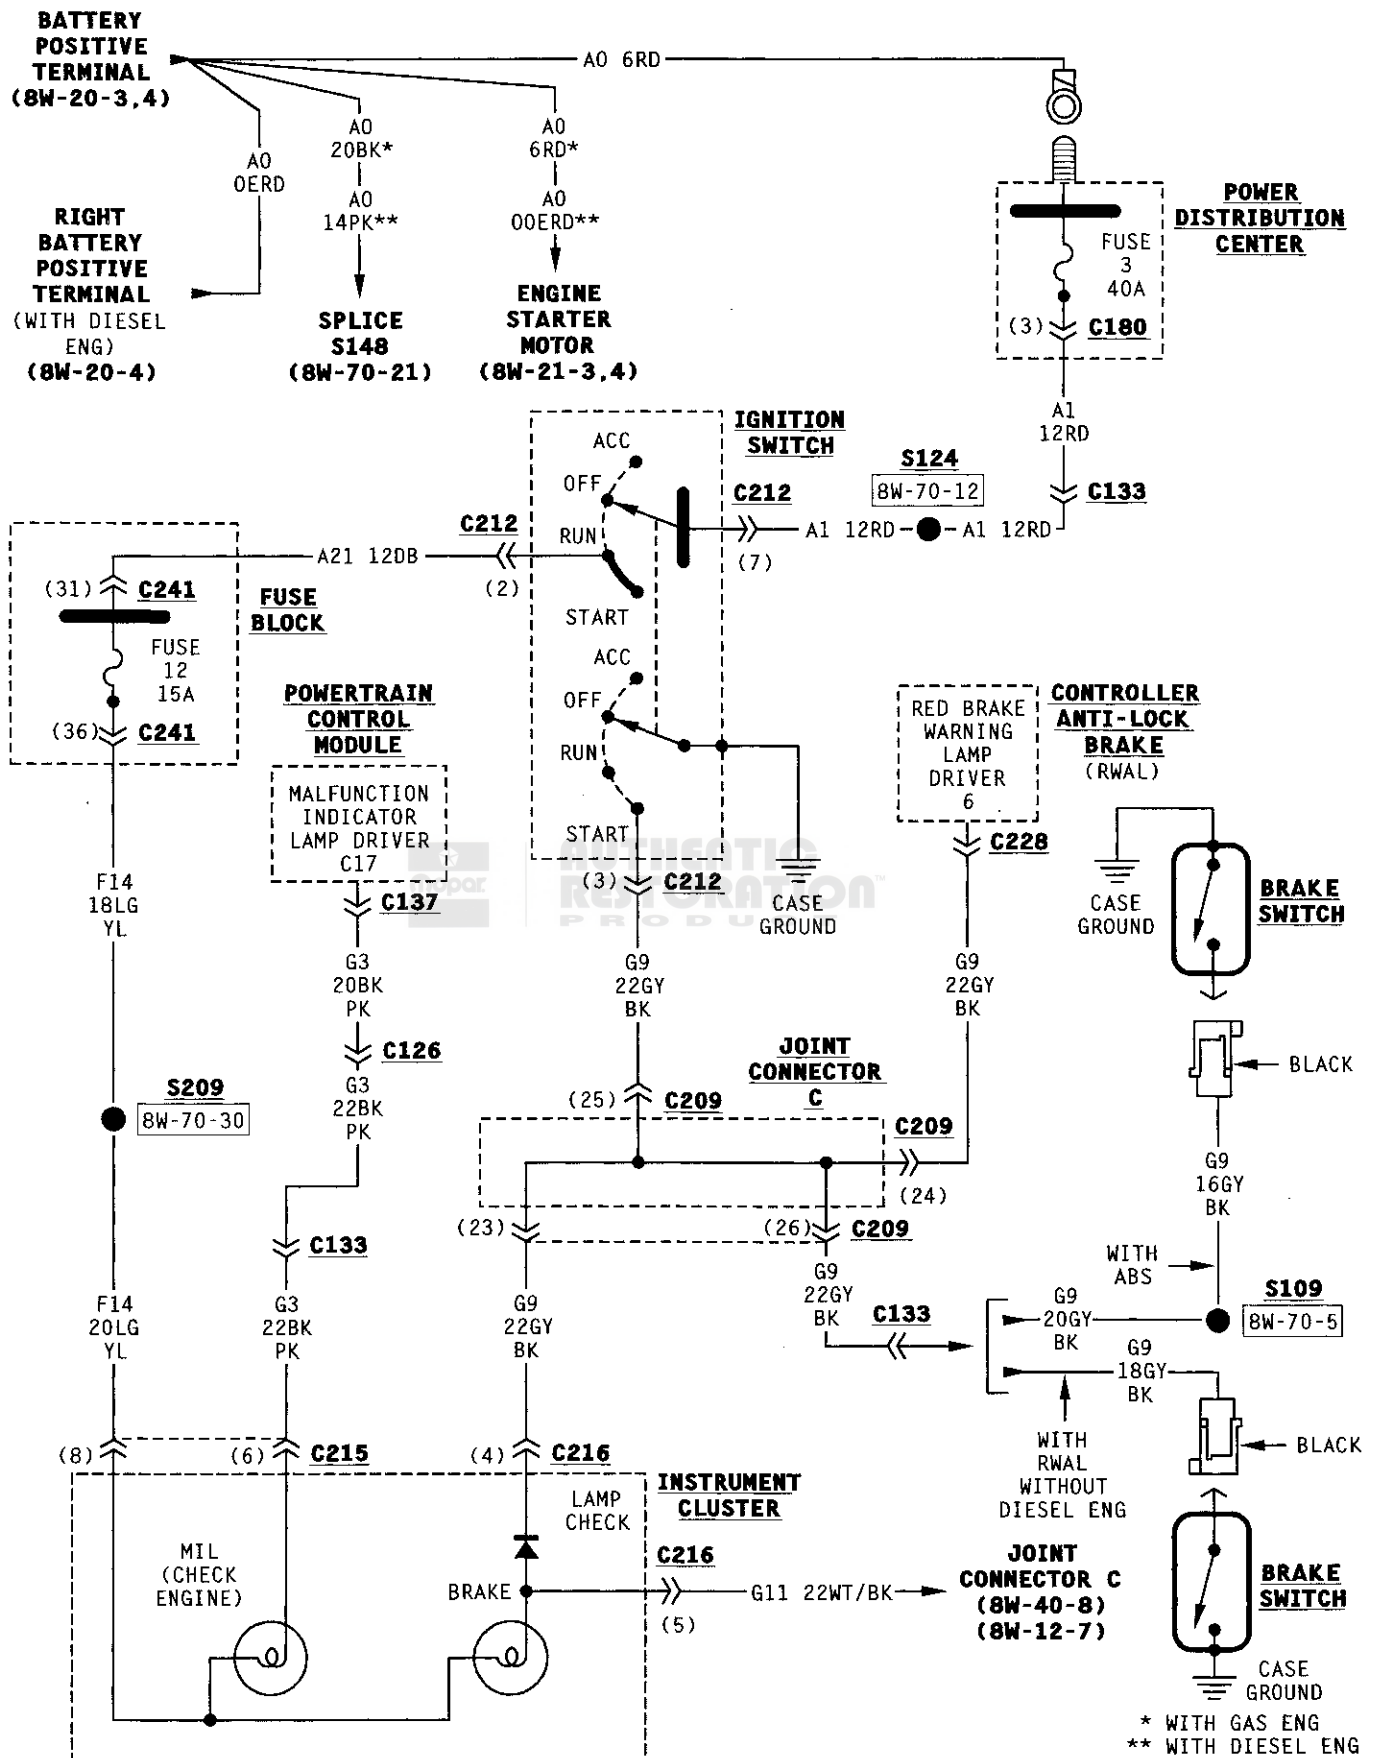 BATTERY
POSITIVE
TERMINAL
(8W-20-3,4)
A0 6RD
A0
0ERD
A0
20BK*
A0
14PK**
A0
6RD*
A0
00ERD**
RIGHT
BATTERY
POSITIVE
TERMINAL
(WITH DIESEL
ENG)
(8W-20-4)
SPLICE
S148
(8W-70-21)
ENGINE
STARTER
MOTOR
(8W-21-3,4)
POWER
DISTRIBUTION
CENTER
FUSE
3
40A
(3)
C180
A1
12RD
C133
IGNITION
SWITCH
ACC
OFF
RUN
START
C212
(7)
A1 12RD
S124
8W-70-12
A1 12RD
C212
(2)
A21 12DB
(31)
C241
FUSE
BLOCK
FUSE
12
15A
(36)
C241
ACC
OFF
RUN
START
(3)
C212
CASE
GROUND
POWERTRAIN
CONTROL
MODULE
MALFUNCTION
INDICATOR
LAMP DRIVER
C17
C137
RED BRAKE
WARNING
LAMP
DRIVER
6
CONTROLLER
ANTI-LOCK
BRAKE
(RWAL)
C228
CASE
GROUND
BRAKE
SWITCH
Mopar
AUTHENTIC
RESTORATION™
PRODUCT
F14
18LG
YL
G3
20BK
PK
C126
G3
22BK
PK
G9
22GY
BK
G9
22GY
BK
BLACK
S209
8W-70-30
JOINT
CONNECTOR
C
(25)
C209
C209
(24)
(23)
(26)
C209
G9
16GY
BK
WITH
ABS
C133
G9
22GY
BK
C133
G9
20GY
BK
S109
8W-70-5
G9
18GY
BK
F14
20LG
YL
G3
22BK
PK
G9
22GY
BK
WITH
RWAL
WITHOUT
DIESEL ENG
BLACK
(8)
(6)
C215
(4)
C216
INSTRUMENT
CLUSTER
LAMP
CHECK
MIL
(CHECK
ENGINE)
BRAKE
C216
(5)
G11 22WT/BK
JOINT
CONNECTOR C
(8W-40-8)
(8W-12-7)
BRAKE
SWITCH
CASE
GROUND
* WITH GAS ENG
** WITH DIESEL ENG